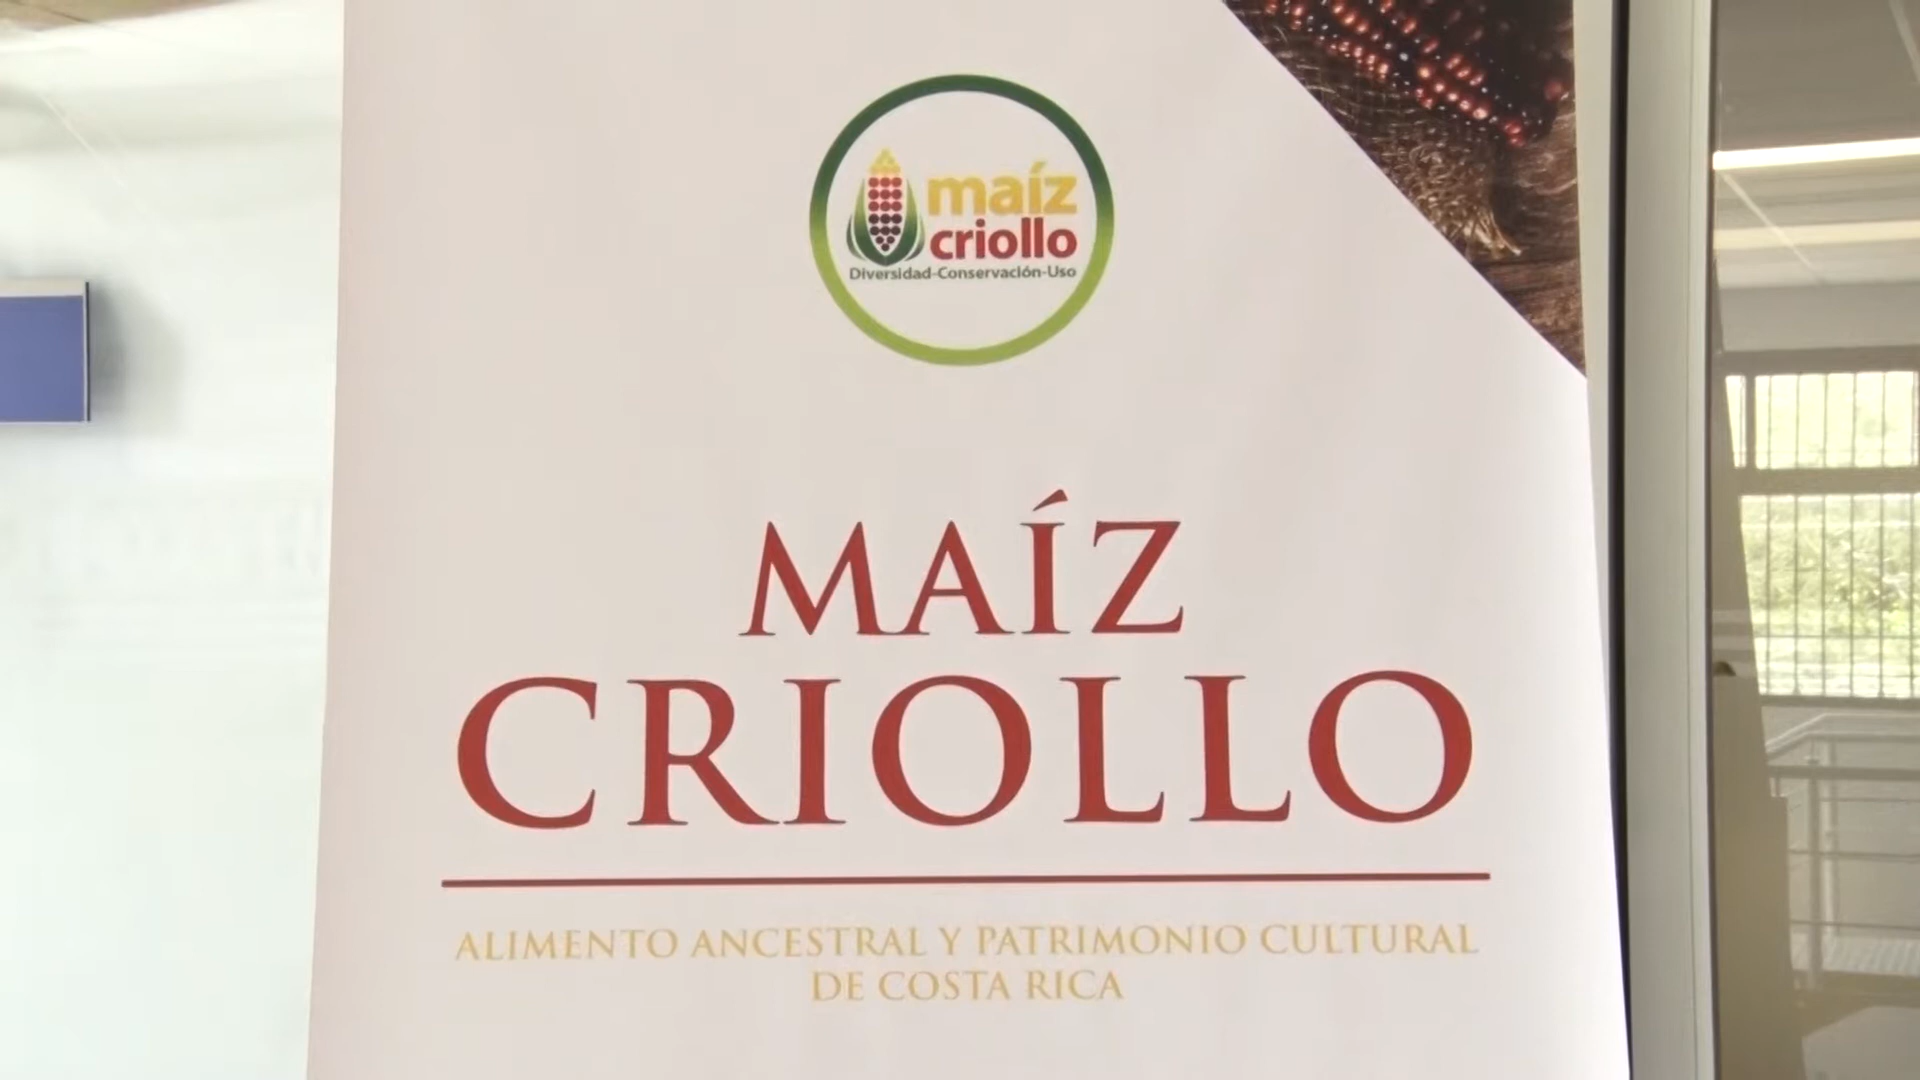 maíz
criollo
Diversidad-Conservación-Uso
MAÍZ
CRIOLLO
ALIMENTO ANCESTRAL Y PATRIMONIO CULTURAL
DE COSTA RICA